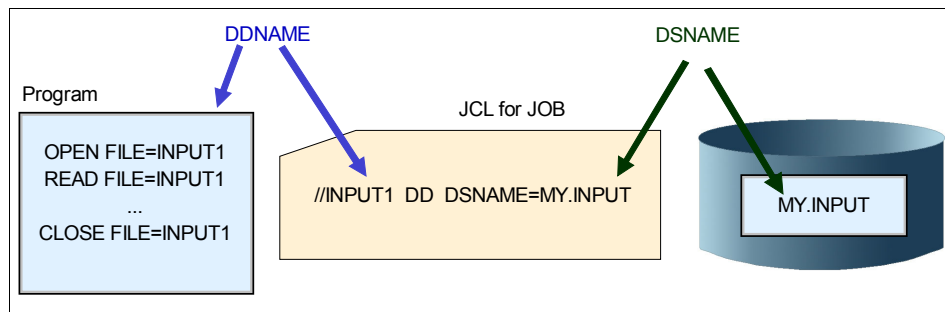 DDNAME
DSNAME
Program
JCL for JOB
OPEN FILE=INPUT1
READ FILE=INPUT1
...
CLOSE FILE=INPUT1
//INPUT1 DD DSNAME=MY.INPUT
MY.INPUT